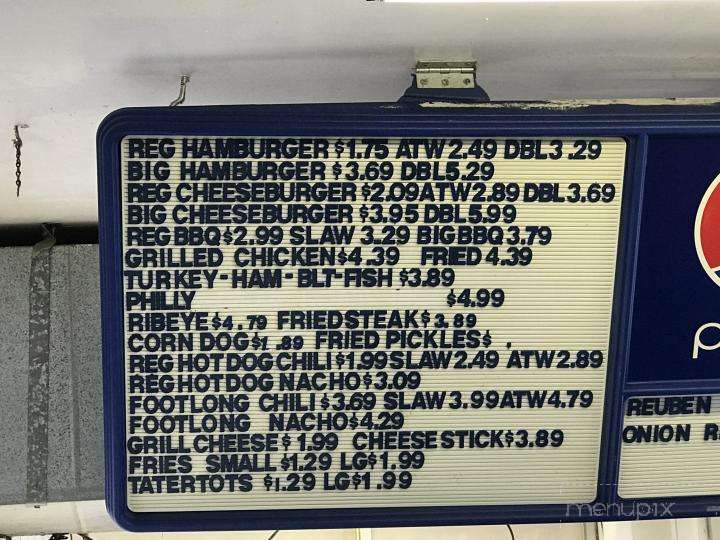 REG HAMBURGER $1.75 ATW 2.49 DBL 3.29
BIG HAMBURGER $3.69 DBL 5.29
REG CHEESEBURGER $2.09 ATW 2.89 DBL 3.69
BIG CHEESEBURGER $3.95 DBL 5.99
REG BBQ $2.99 SLAW 3.29 BIG BBQ 3.79
GRILLED CHICKEN $4.39 FRIED 4.39
TURKEY-HAM-BLT-FISH $3.89
PHILLY $4.99
RIBEYE $4.79 FRIED STEAK $3.89
CORN DOG $1.89 FRIED PICKLES $ .
REG HOT DOG CHILI $1.99 SLAW 2.49 ATW 2.89
REG HOT DOG NACHO $3.09
FOOTLONG CHILI $3.69 SLAW 3.99 ATW 4.79
FOOTLONG NACHO $4.29
GRILL CHEESE $1.99 CHEESE STICK $3.89
FRIES SMALL $1.29 LG $1.99
TATERTOTS $1.29 LG $1.99
REUBEN
ONION R
menupix